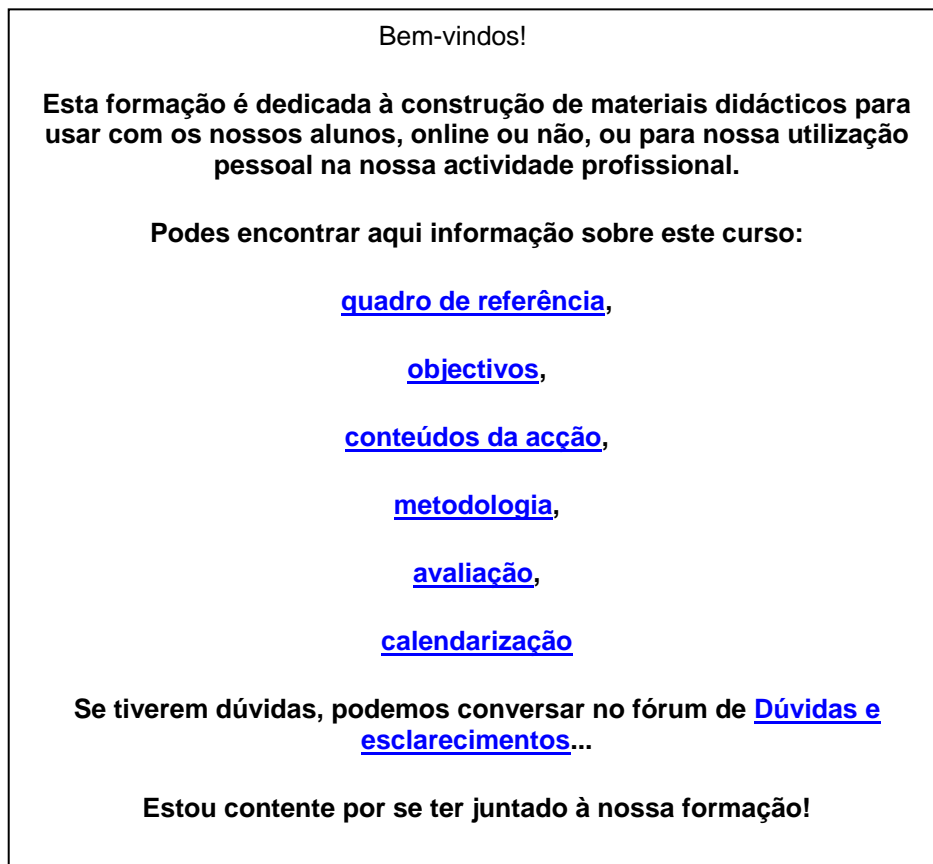 Bem-vindos!
Esta formação é dedicada à construção de materiais didácticos para
usar com os nossos alunos, online ou não, ou para nossa utilização
pessoal na nossa actividade profissional.
Podes encontrar aqui informação sobre este curso:
quadro de referência,
objectivos,
conteúdos da acção,
metodologia,
avaliação,
calendarização
Se tiverem dúvidas, podemos conversar no fórum de Dúvidas e
esclarecimentos...
Estou contente por se ter juntado à nossa formação!